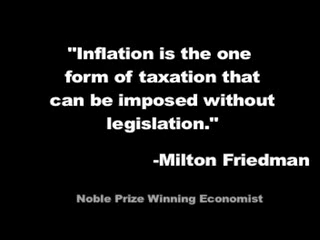 "Inflation is the one
form of taxation that
can be imposed without
legislation."
-Milton Friedman
Noble Prize Winning Economist